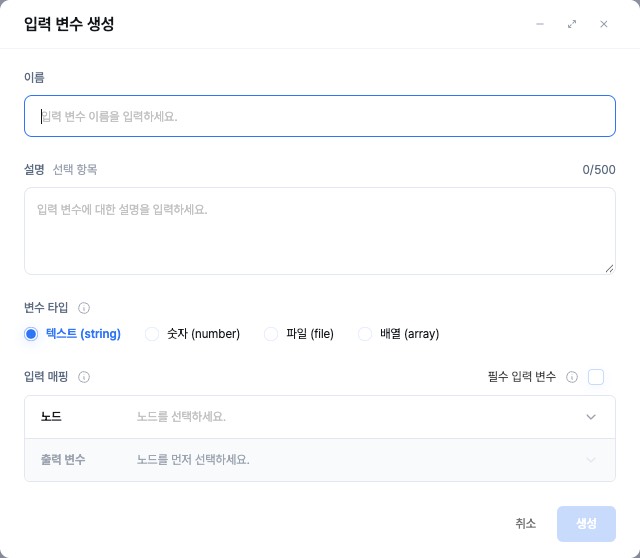 입력 변수 생성
이름
입력 변수 이름을 입력하세요.
설명 선택 항목 0/500
입력 변수에 대한 설명을 입력하세요.
변수 타입
텍스트 (string) 숫자 (number) 파일 (file) 배열 (array)
입력 매핑 필수 입력 변수
노드 노드를 선택하세요.
출력 변수 노드를 먼저 선택하세요.
취소 생성